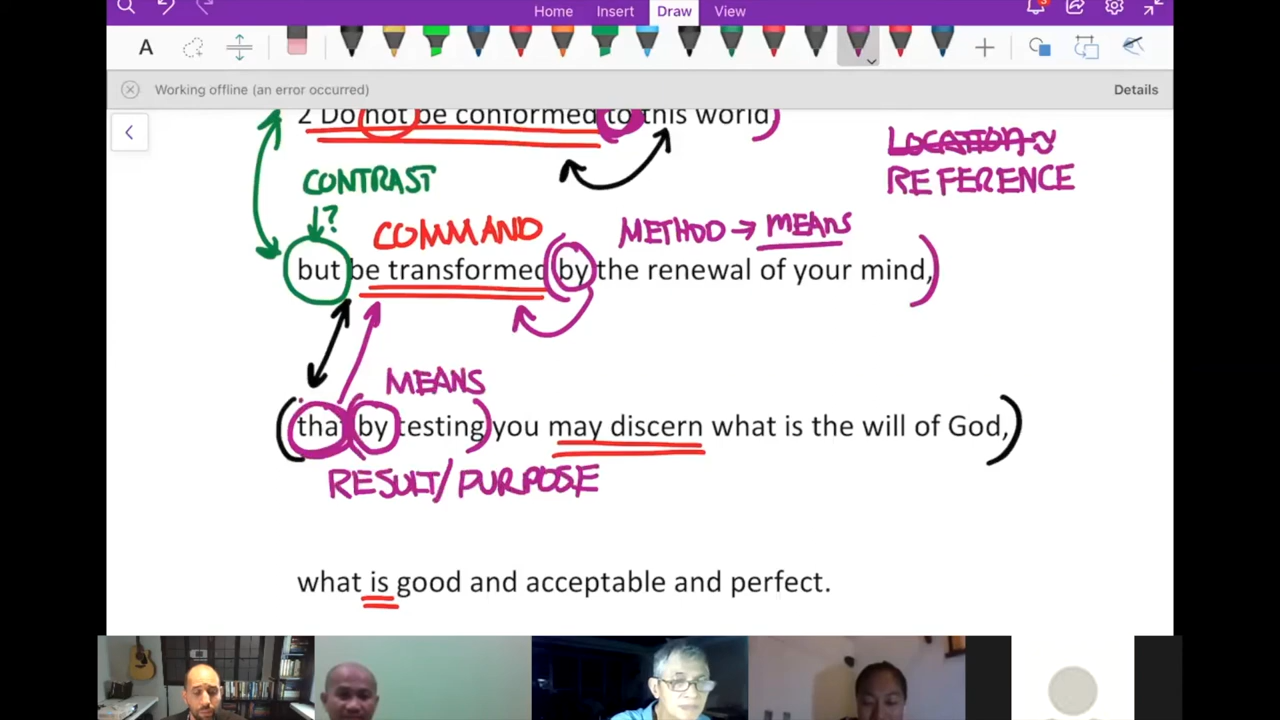 Home Insert Draw View
A
3
Working offline (an error occurred) Details
2 Do not be conformed to this world)
LOCATION
REFERENCE
CONTRAST
?
COMMAND
METHOD → MEANS
but be transformed (by the renewal of your mind,)
MEANS
(that (by testing) you may discern what is the will of God,)
RESULT/PURPOSE
what is good and acceptable and perfect.